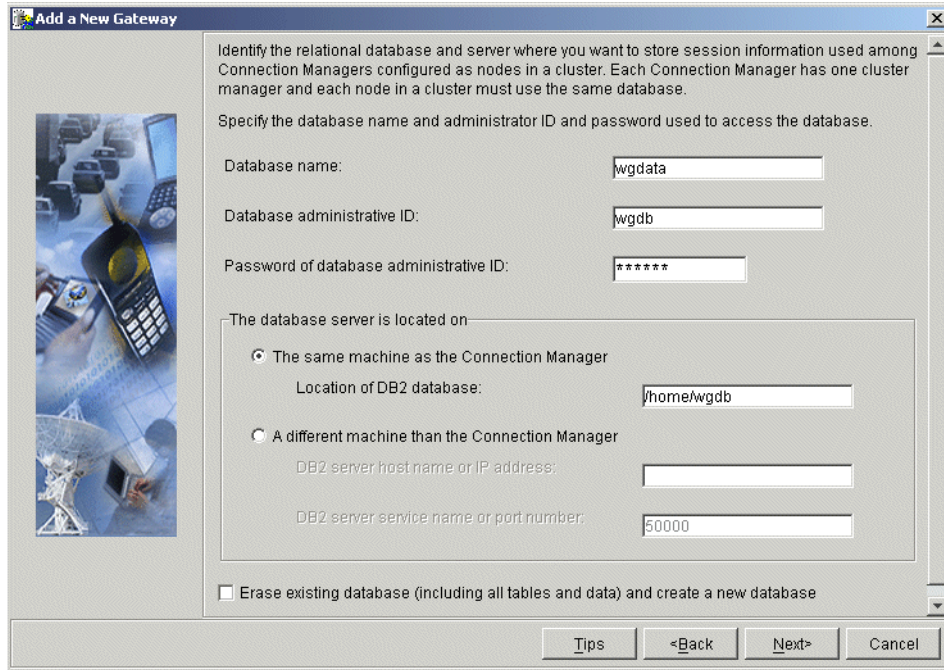 Add a New Gateway
Identify the relational database and server where you want to store session information used among
Connection Managers configured as nodes in a cluster. Each Connection Manager has one cluster
manager and each node in a cluster must use the same database.
Specify the database name and administrator ID and password used to access the database.
Database name: wgdata
Database administrative ID: wgdb
Password of database administrative ID: ******
The database server is located on
The same machine as the Connection Manager
Location of DB2 database: /home/wgdb
A different machine than the Connection Manager
DB2 server host name or IP address:
DB2 server service name or port number: 50000
Erase existing database (including all tables and data) and create a new database
Tips <Back Next> Cancel